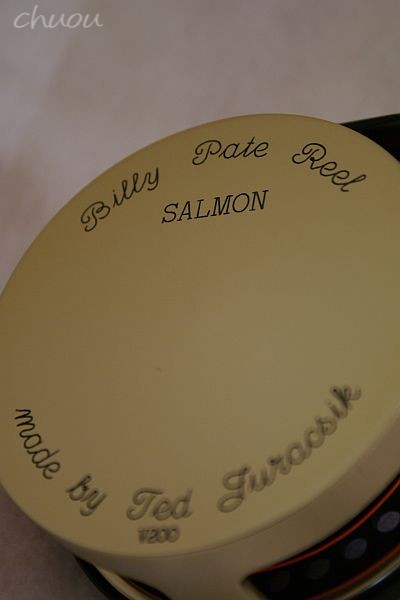 chuou
Billy Pate Reel
SALMON
made by Ted Juracsik